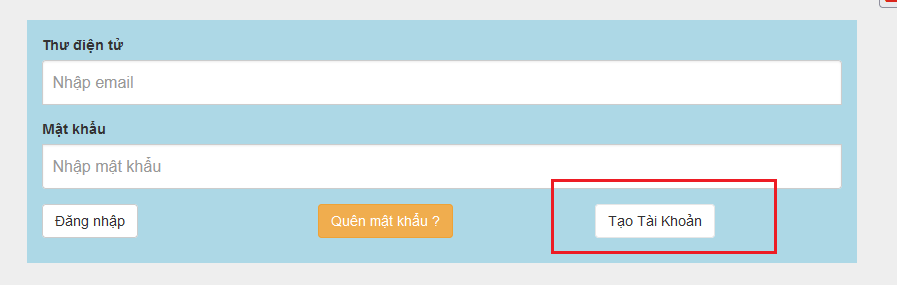 Thư điện tử
Nhập email
Mật khẩu
Nhập mật khẩu
Đăng nhập Quên mật khẩu ? Tạo Tài Khoản